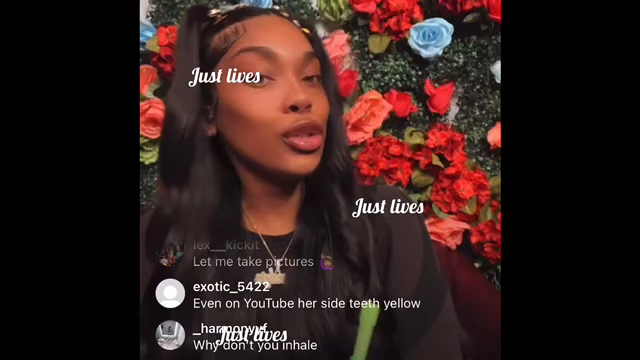 Just lives
Just lives
lex__kickit
Let me take pictures
exotic_5422
Even on YouTube her side teeth yellow
Just lives
Why don't you inhale